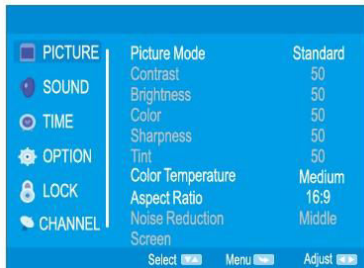 PICTURE
SOUND
TIME
OPTION
LOCK
CHANNEL
Picture Mode Standard
Contrast 50
Brightness 50
Color 50
Sharpness 50
Tint 50
Color Temperature Medium
Aspect Ratio 16:9
Noise Reduction Middle
Screen
Select Menu Adjust